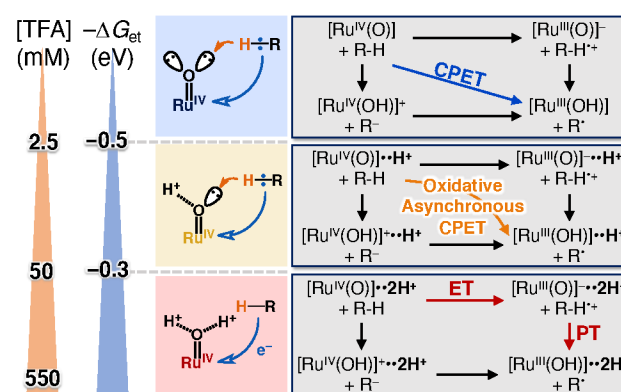 [TFA]
(mM)
−ΔGet
(eV)
2.5
−0.5
50
−0.3
550
H
R
O
RuIV
H+
H
R
O
RuIV
H+
H+
H
R
O
RuIV
e−
[RuIV(O)]
+ R-H
[RuIII(O)]−
+ R-H•+
CPET
[RuIV(OH)]+
+ R−
[RuIII(OH)]
+ R•
[RuIV(O)]••H+
+ R-H
[RuIII(O)]−••H+
+ R-H•+
Oxidative
Asynchronous
CPET
[RuIV(OH)]+••H+
+ R−
[RuIII(OH)]••H+
+ R•
[RuIV(O)]••2H+
+ R-H
ET
[RuIII(O)]−••2H+
+ R-H•+
PT
[RuIV(OH)]+••2H+
+ R−
[RuIII(OH)]••2H+
+ R•